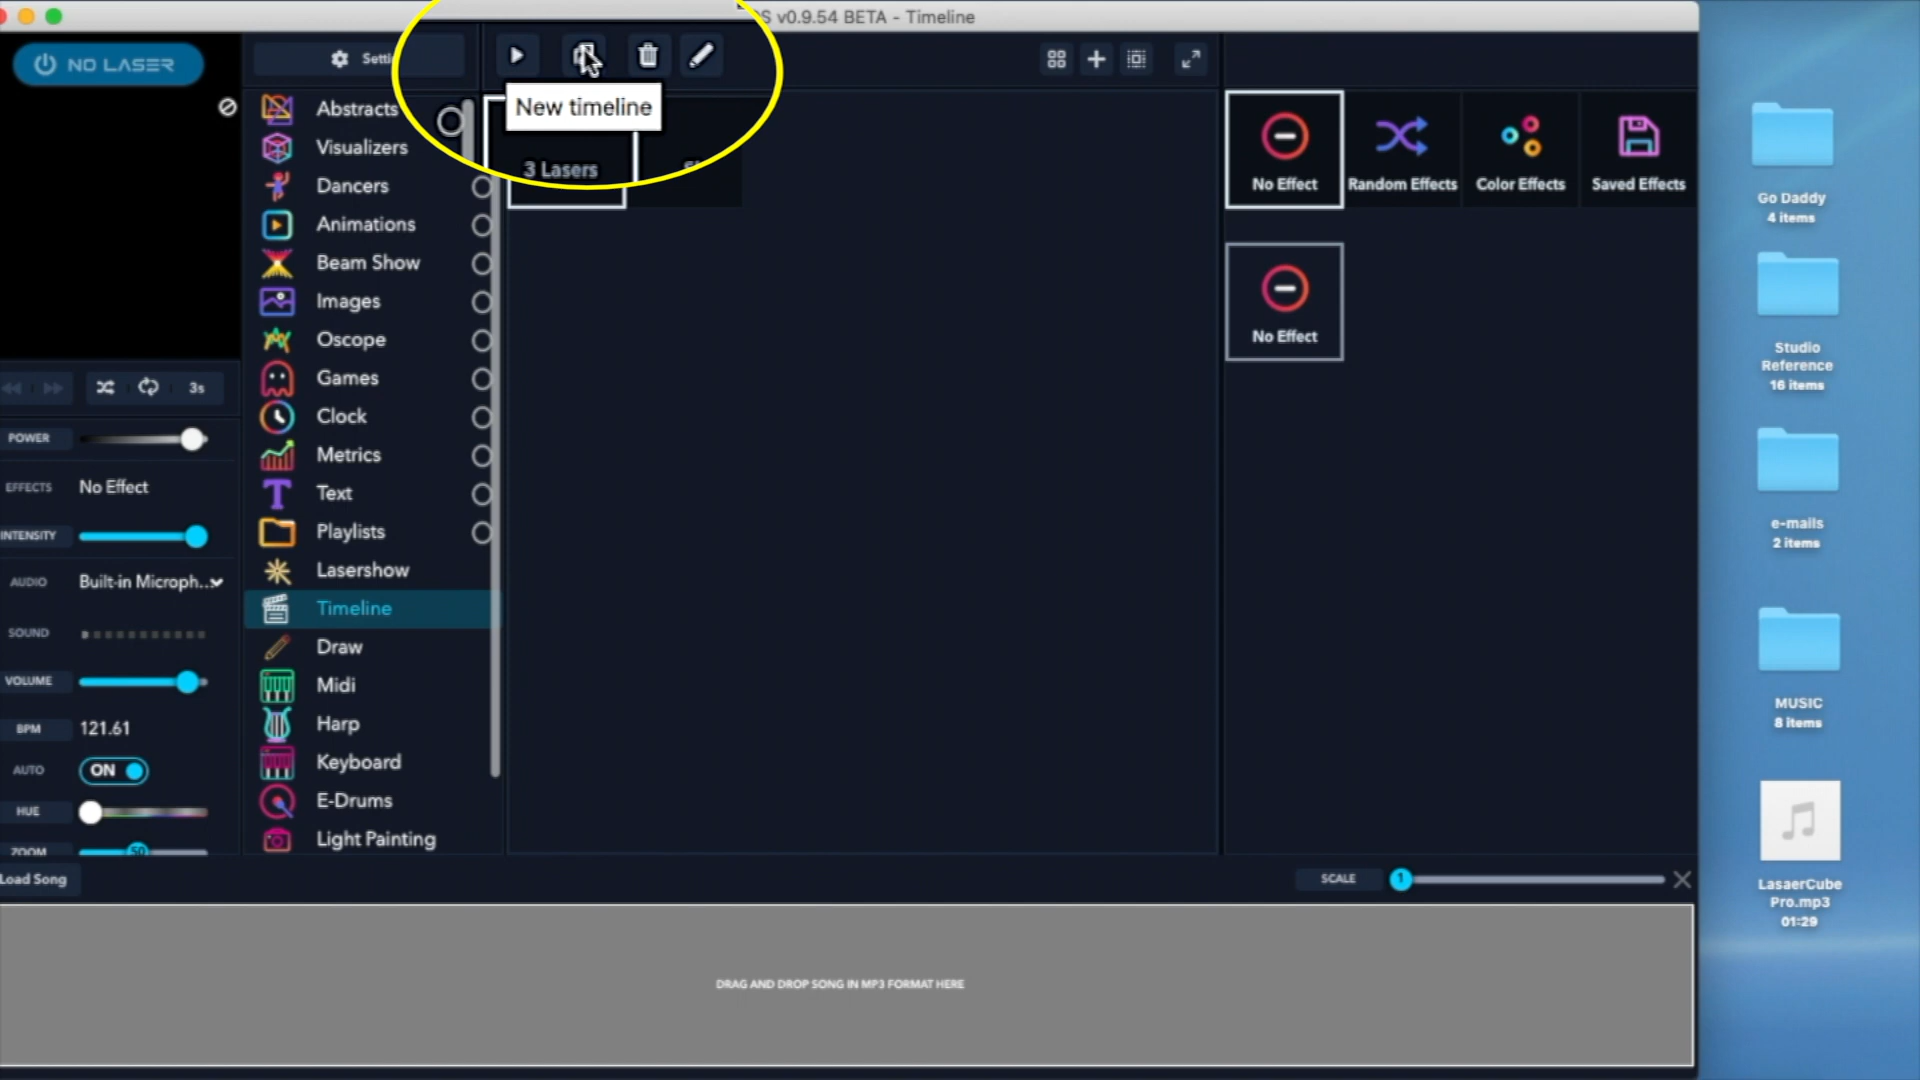 S v0.9.54 BETA - Timeline
NO LASER
New timeline
3 Lasers
Abstracts
Visualizers
Dancers
Animations
Beam Show
Images
Oscope
Games
Clock
Metrics
Text
Playlists
Lasershow
Timeline
Draw
Midi
Harp
Keyboard
E-Drums
Light Painting
3s
POWER
EFFECTS No Effect
INTENSITY
AUDIO Built-in Microph...
SOUND
VOLUME
BPM 121.61
AUTO ON
HUE
ZOOM 50
No Effect
Random Effects
Color Effects
Saved Effects
No Effect
Load Song
SCALE 1
DRAG AND DROP SONG IN MP3 FORMAT HERE
Go Daddy
4 items
Studio
Reference
16 items
e-mails
2 items
MUSIC
8 items
LasaerCube
Pro.mp3
01:29